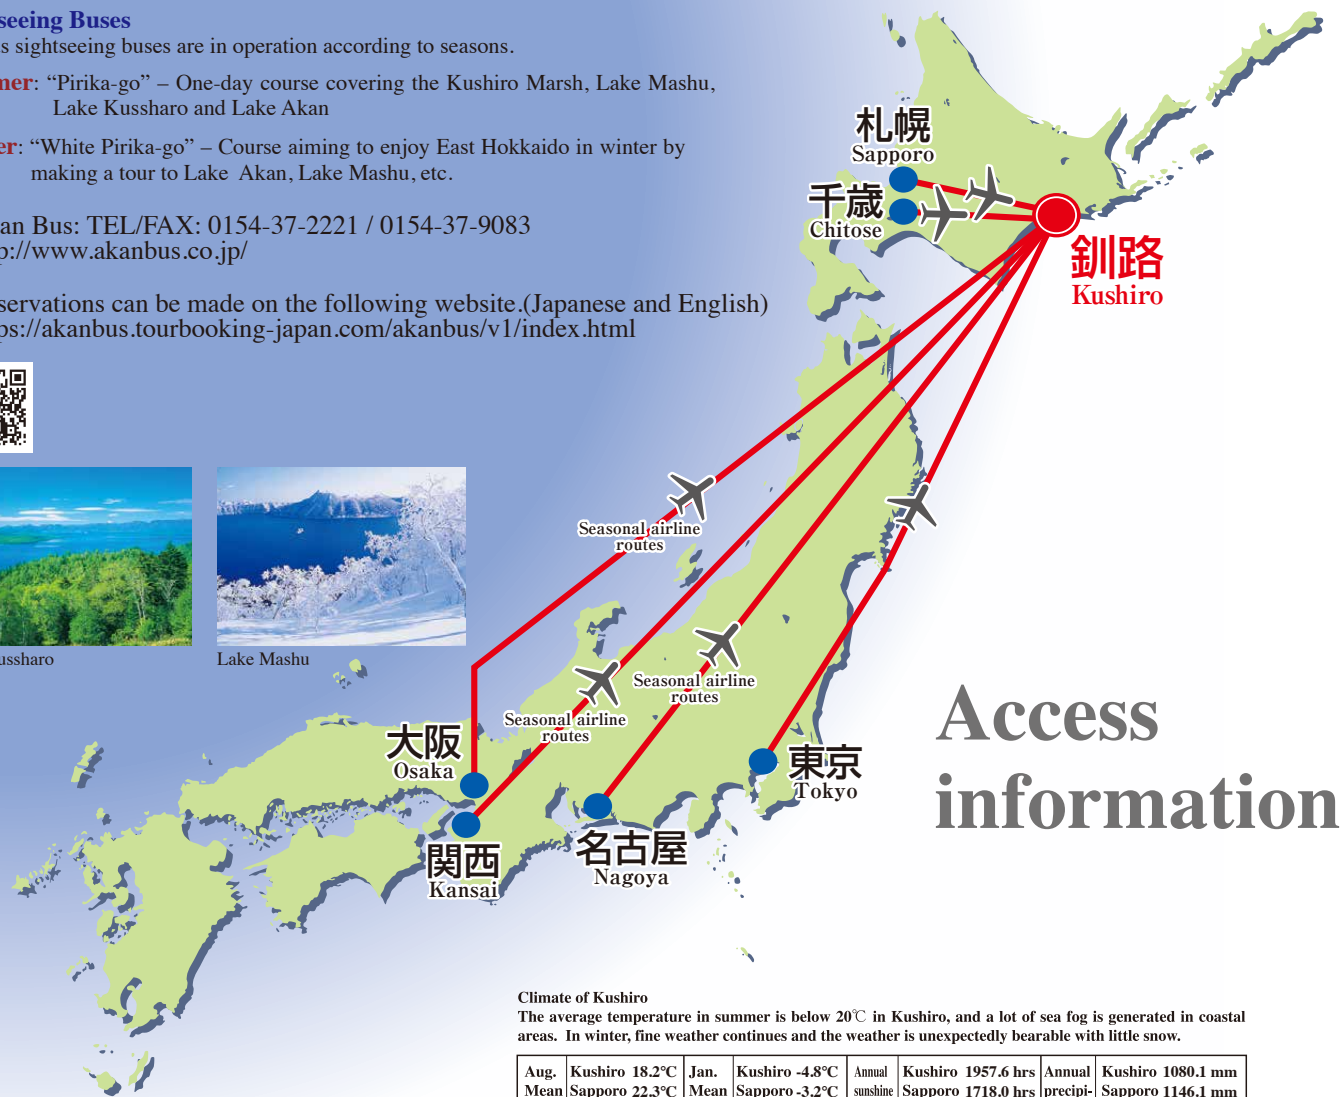 seeing Buses
s sightseeing buses are in operation according to seasons.
mer: “Pirika-go” – One-day course covering the Kushiro Marsh, Lake Mashu,
Lake Kussharo and Lake Akan
er: “White Pirika-go” – Course aiming to enjoy East Hokkaido in winter by
making a tour to Lake Akan, Lake Mashu, etc.
an Bus: TEL/FAX: 0154-37-2221 / 0154-37-9083
p://www.akanbus.co.jp/
servations can be made on the following website.(Japanese and English)
ps://akanbus.tourbooking-japan.com/akanbus/v1/index.html
ussharo
Lake Mashu
札幌
Sapporo
千歳
Chitose
釧路
Kushiro
Seasonal airline
routes
Seasonal airline
routes
Seasonal airline
routes
大阪
Osaka
関西
Kansai
名古屋
Nagoya
東京
Tokyo
Access
information
Climate of Kushiro
The average temperature in summer is below 20℃ in Kushiro, and a lot of sea fog is generated in coastal
areas. In winter, fine weather continues and the weather is unexpectedly bearable with little snow.
Aug. Kushiro 18.2℃ Jan. Kushiro -4.8℃ Annual Kushiro 1957.6 hrs Annual Kushiro 1080.1 mm
Mean Sapporo 22.3℃ Mean Sapporo -3.2℃ sunshine Sapporo 1718.0 hrs precipi- Sapporo 1146.1 mm